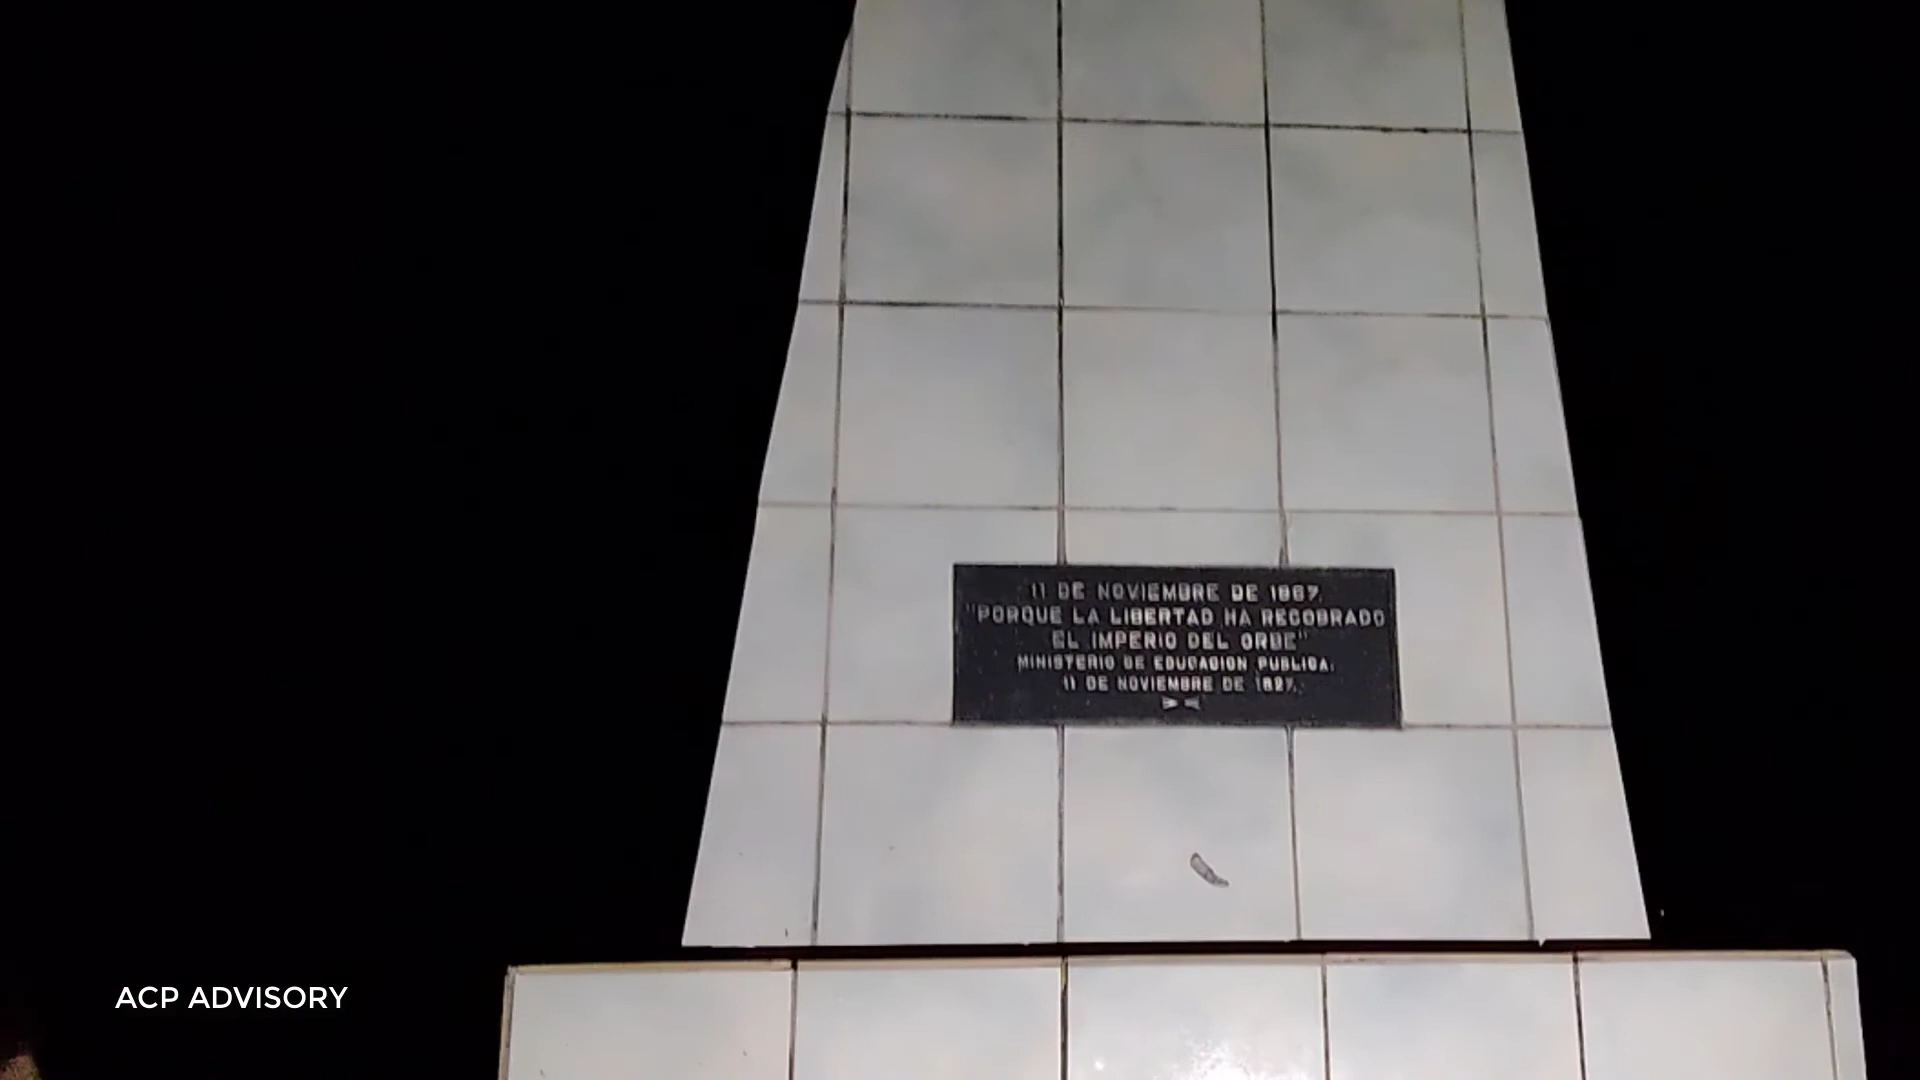 11 DE NOVIEMBRE DE 1867.
"PORQUE LA LIBERTAD HA RECOBRADO
EL IMPERIO DEL ORBE"
MINISTERIO DE EDUCACION PUBLICA.
11 DE NOVIEMBRE DE 1827.
ACP ADVISORY